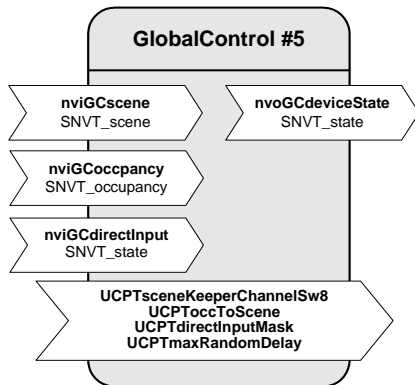 GlobalControl #5
nviGCscene
SNVT_scene
nvoGCdeviceState
SNVT_state
nviGCoccpancy
SNVT_occupancy
nviGCdirectInput
SNVT_state
UCPTsceneKeeperChannelSw8
UCPToccToScene
UCPTdirectInputMask
UCPTmaxRandomDelay